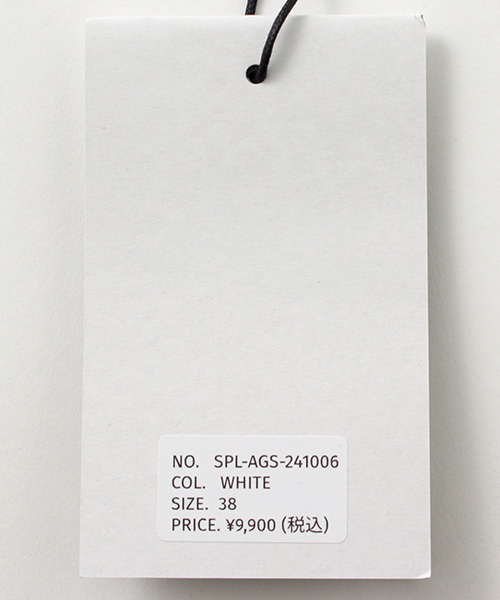 NO. SPL-AGS-241006
COL. WHITE
SIZE. 38
PRICE. ¥9,900 (税込)